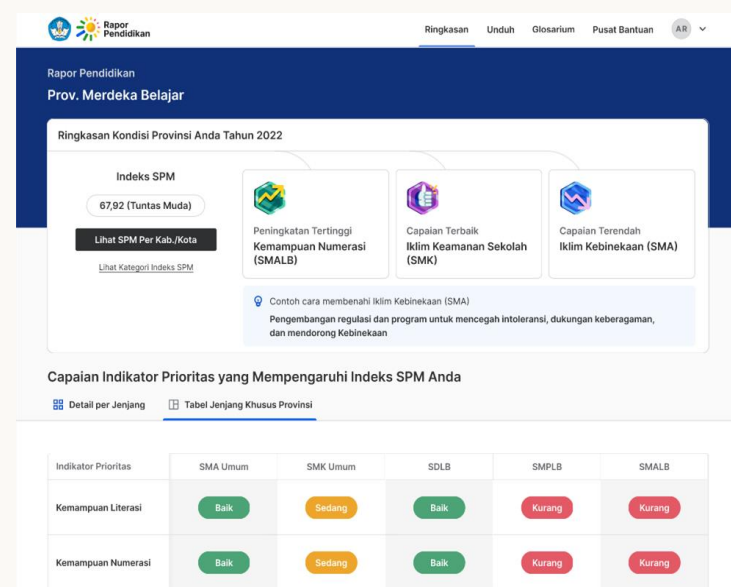 Rapor
Pendidikan
Ringkasan Unduh Glosarium Pusat Bantuan AR
Rapor Pendidikan
Prov. Merdeka Belajar
Ringkasan Kondisi Provinsi Anda Tahun 2022
Indeks SPM
67,92 (Tuntas Muda)
Lihat SPM Per Kab./Kota
Lihat Kategori Indeks SPM
Peningkatan Tertinggi
Kemampuan Numerasi
(SMALB)
Capaian Terbaik
Iklim Keamanan Sekolah
(SMK)
Capaian Terendah
Iklim Kebinekaan (SMA)
Contoh cara membenahi Iklim Kebinekaan (SMA)
Pengembangan regulasi dan program untuk mencegah intoleransi, dukungan keberagaman,
dan mendorong Kebinekaan
Capaian Indikator Prioritas yang Mempengaruhi Indeks SPM Anda
Detail per Jenjang Tabel Jenjang Khusus Provinsi
Indikator Prioritas SMA Umum SMK Umum SDLB SMPLB SMALB
Kemampuan Literasi Baik Sedang Baik Kurang Kurang
Kemampuan Numerasi Baik Sedang Baik Kurang Kurang